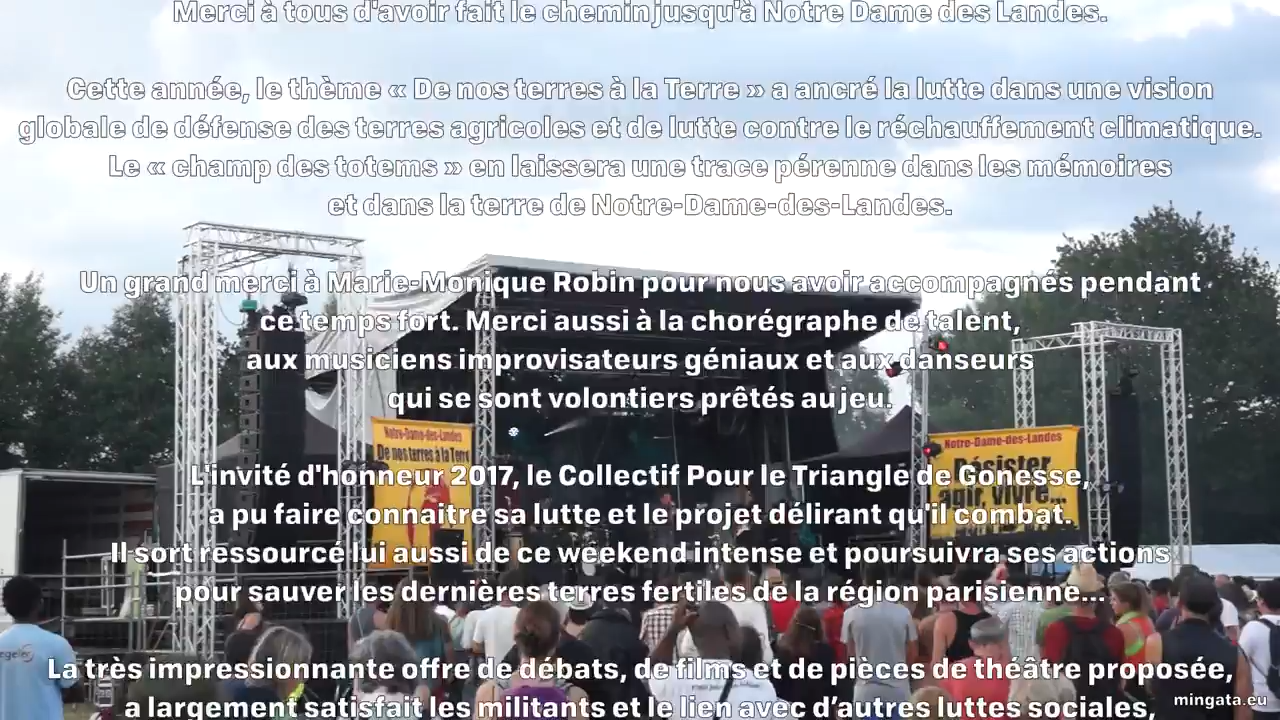 Merci à tous d'avoir fait le chemin jusqu'à Notre Dame des Landes.
Cette année, le thème « De nos terres à la Terre » a ancré la lutte dans une vision
globale de défense des terres agricoles et de lutte contre le réchauffement climatique.
Le « champ des totems » en laissera une trace pérenne dans les mémoires
et dans la terre de Notre-Dame-des-Landes.
Un grand merci à Marie-Monique Robin pour nous avoir accompagnés pendant
ce temps fort. Merci aussi à la chorégraphe de talent,
aux musiciens improvisateurs géniaux et aux danseurs
qui se sont volontiers prêtés au jeu.
Notre-Dame-des-Landes
De nos terres à la Terre
Notre-Dame-des-Landes
Résister
agir, vivre...
L'invité d'honneur 2017, le Collectif Pour le Triangle de Gonesse,
a pu faire connaitre sa lutte et le projet délirant qu'il combat.
Il sort ressourcé lui aussi de ce weekend intense et poursuivra ses actions
pour sauver les dernières terres fertiles de la région parisienne...
La très impressionnante offre de débats, de films et de pièces de théâtre proposée,
a largement satisfait les militants et le lien avec d'autres luttes sociales,
mingata.eu